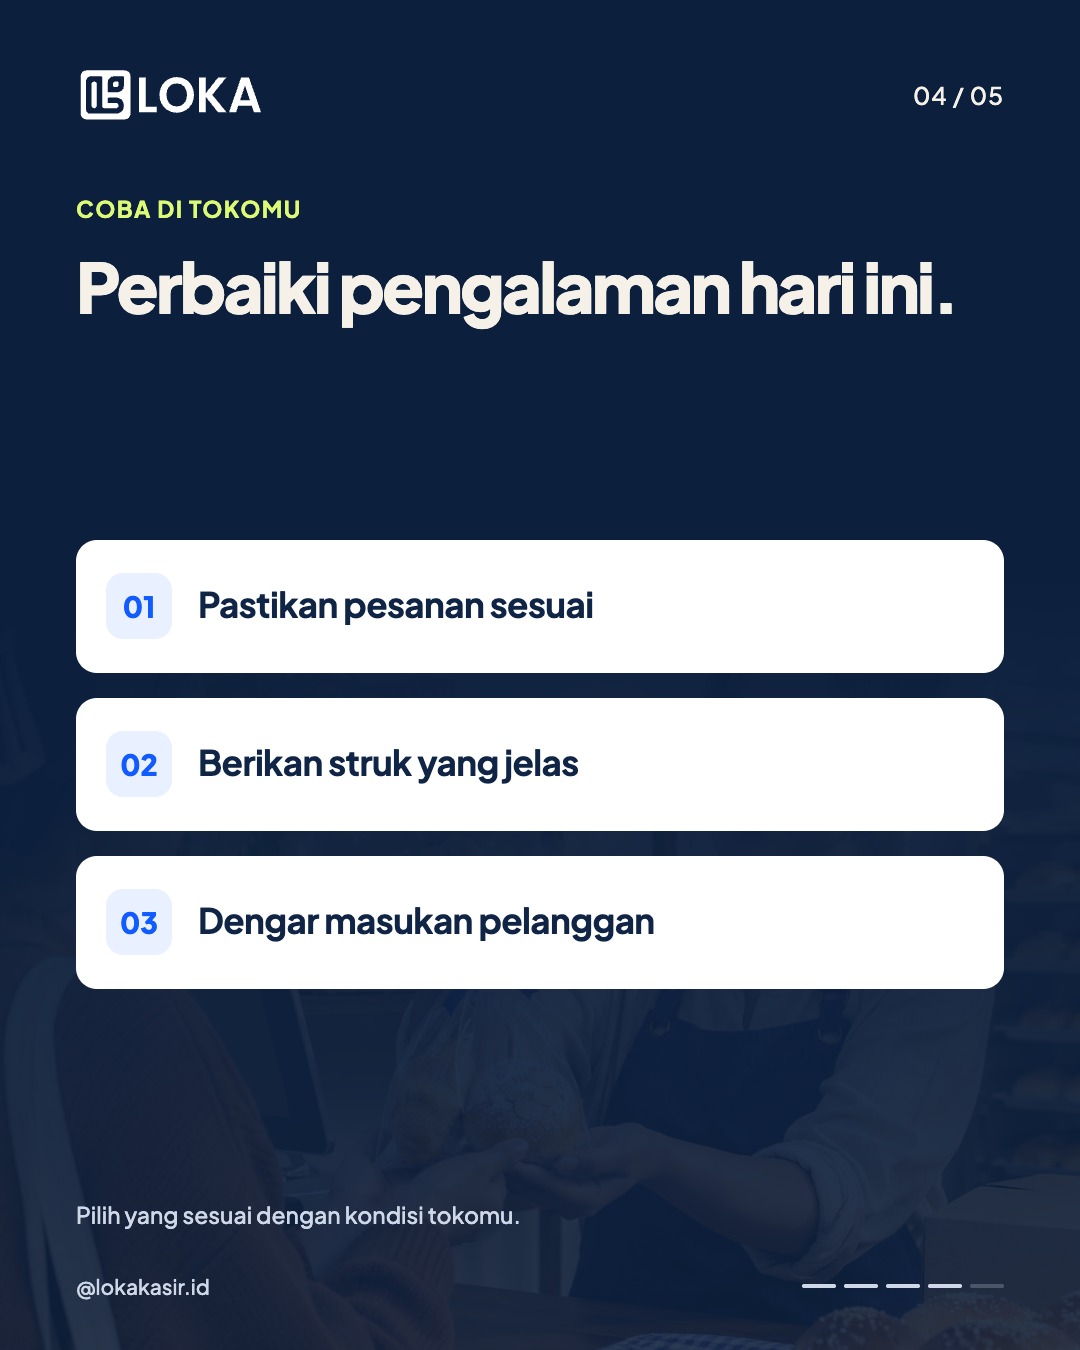 LOKA
04 / 05
COBA DI TOKOMU
Perbaiki pengalaman hari ini.
01 Pastikan pesanan sesuai
02 Berikan struk yang jelas
03 Dengar masukan pelanggan
Pilih yang sesuai dengan kondisi tokomu.
@lokakasir.id